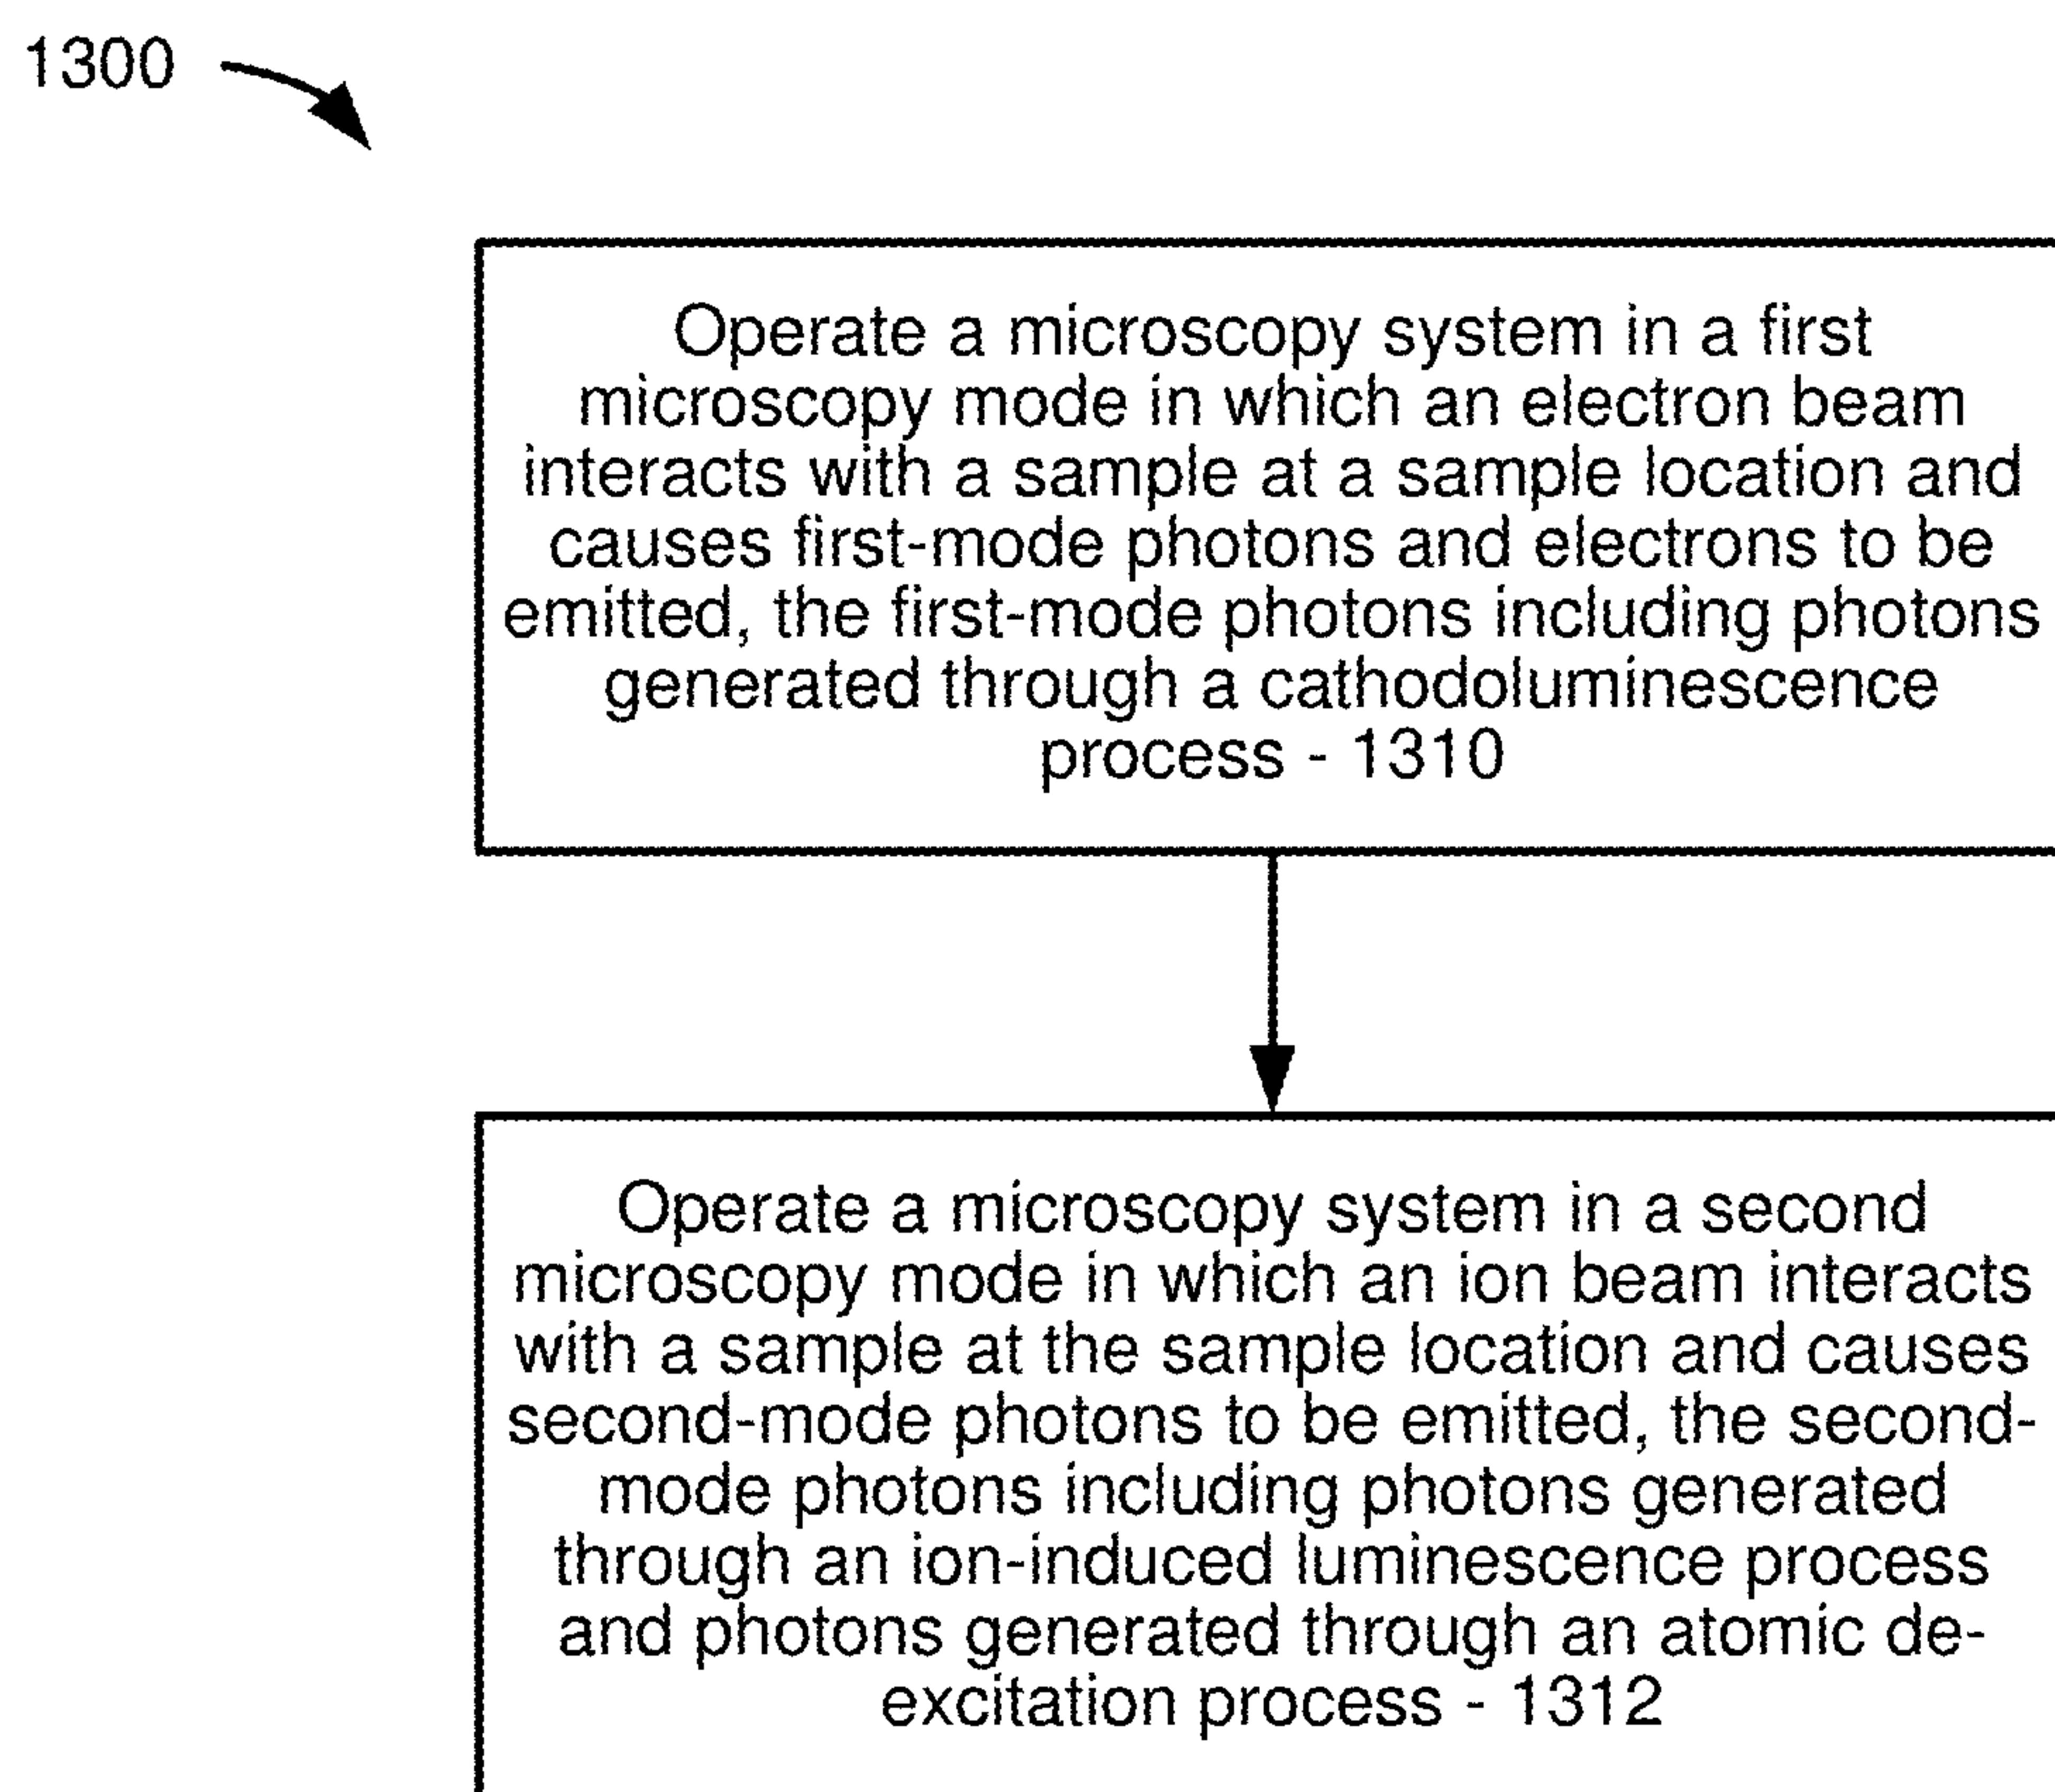 1300
Operate a microscopy system in a first
microscopy mode in which an electron beam
interacts with a sample at a sample location and
causes first-mode photons and electrons to be
emitted, the first-mode photons including photons
generated through a cathodoluminescence
process - 1310
Operate a microscopy system in a second
microscopy mode in which an ion beam interacts
with a sample at the sample location and causes
second-mode photons to be emitted, the second-
mode photons including photons generated
through an ion-induced luminescence process
and photons generated through an atomic de-
excitation process - 1312